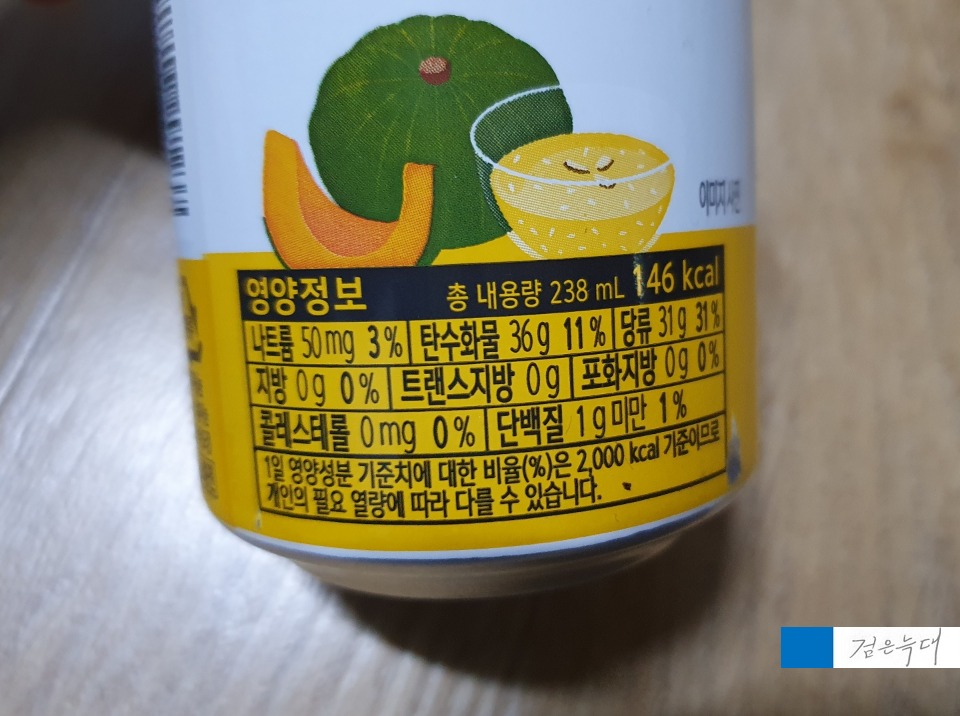 이미지 사진
영양정보 총 내용량 238 mL 146 kcal
나트륨 50mg 3% 탄수화물 36g 11% 당류 31g 31%
지방 0g 0% 트랜스지방 0g 포화지방 0g 0%
콜레스테롤 0mg 0% 단백질 1g 미만 1%
1일 영양성분 기준치에 대한 비율(%)은 2,000 kcal 기준이므로
개인의 필요 열량에 따라 다를 수 있습니다.
검은늑대